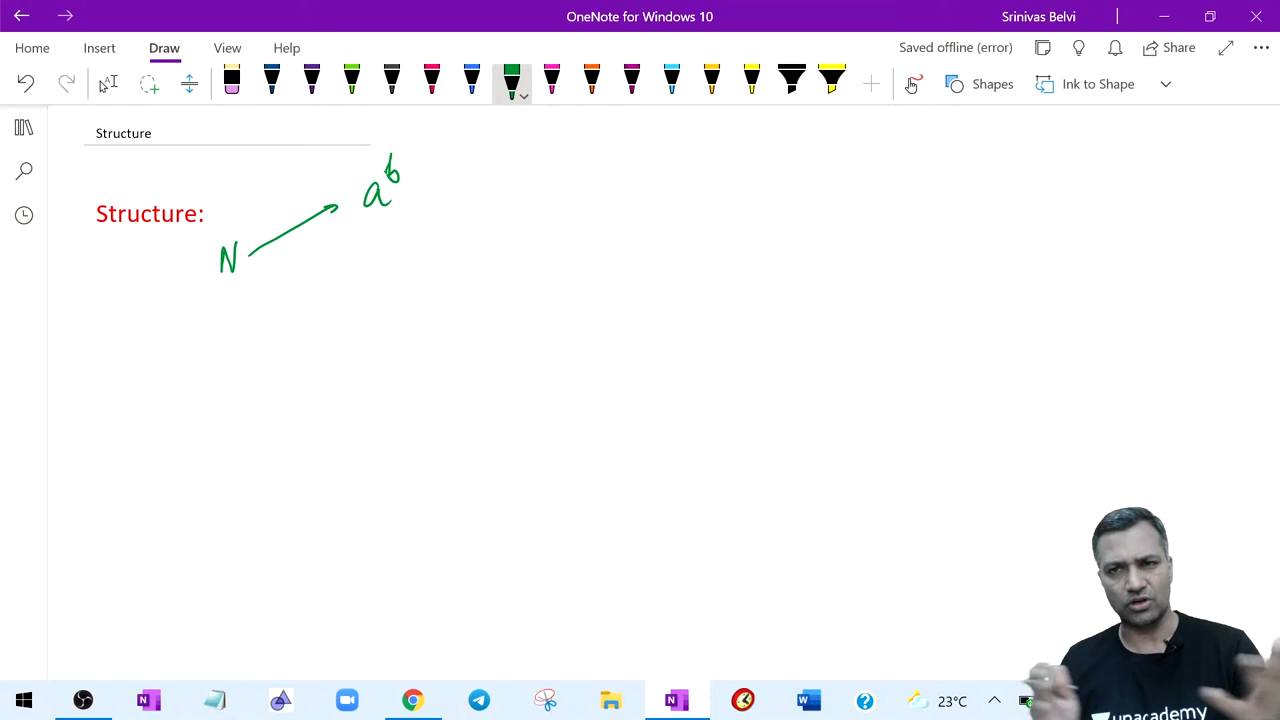 OneNote for Windows 10
Srinivas Belvi
Home Insert Draw View Help
Saved offline (error)
Share
Shapes
Ink to Shape
Structure
Structure:
a^b
N
23°C
unacademy